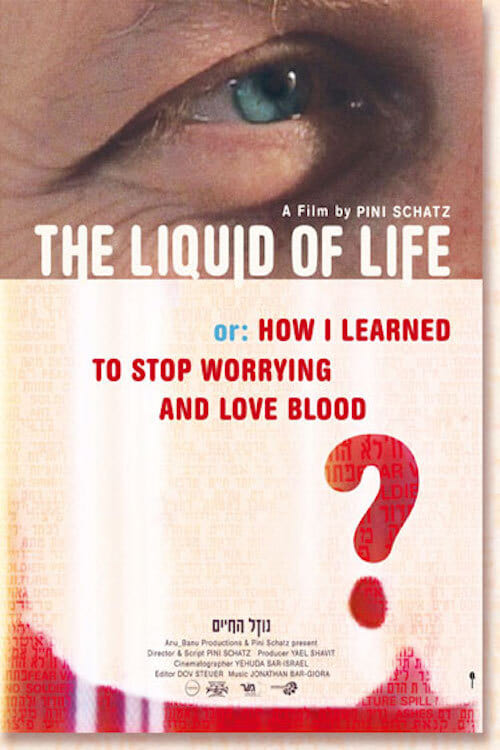 A Film by PINI SCHATZ
THE LIQUID OF LIFE
or: HOW I LEARNED
TO STOP WORRYING
AND LOVE BLOOD
?
נוזל החיים
Anu_Banu Productions & Pini Schatz present
Director & Script PINI SCHATZ Producer YAEL SHAVIT
Cinematographer YEHUDA BAR-ISRAEL
Editor DOV STEUER Music JONATHAN BAR-GIORA